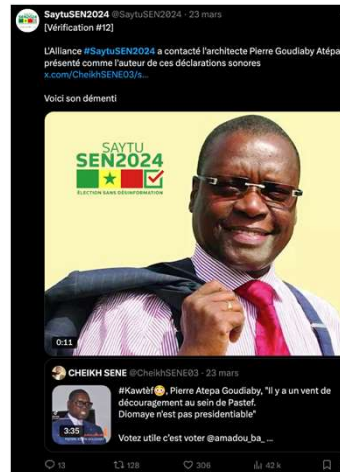 SaytuSEN2024 @SaytuSEN2024 · 23 mars
[Vérification #12]
L'Alliance #SaytuSEN2024 a contacté l'architecte Pierre Goudiaby Atépa
présenté comme l'auteur de ces déclarations sonores
x.com/CheikhSENE03/s...
Voici son démenti
SAYTU
SEN2024
ÉLECTION SANS DÉSINFORMATION
0:11
CHEIKH SENE @CheikhSENE03 · 23 mars
#Kawtèf😳, Pierre Atepa Goudiaby, "Il y a un vent de
découragement au sein de Pastef.
Diomaye n'est pas presidentiable"
3:35
Votez utile c'est voter @amadou_ba_ ...
13 128 306 42 k